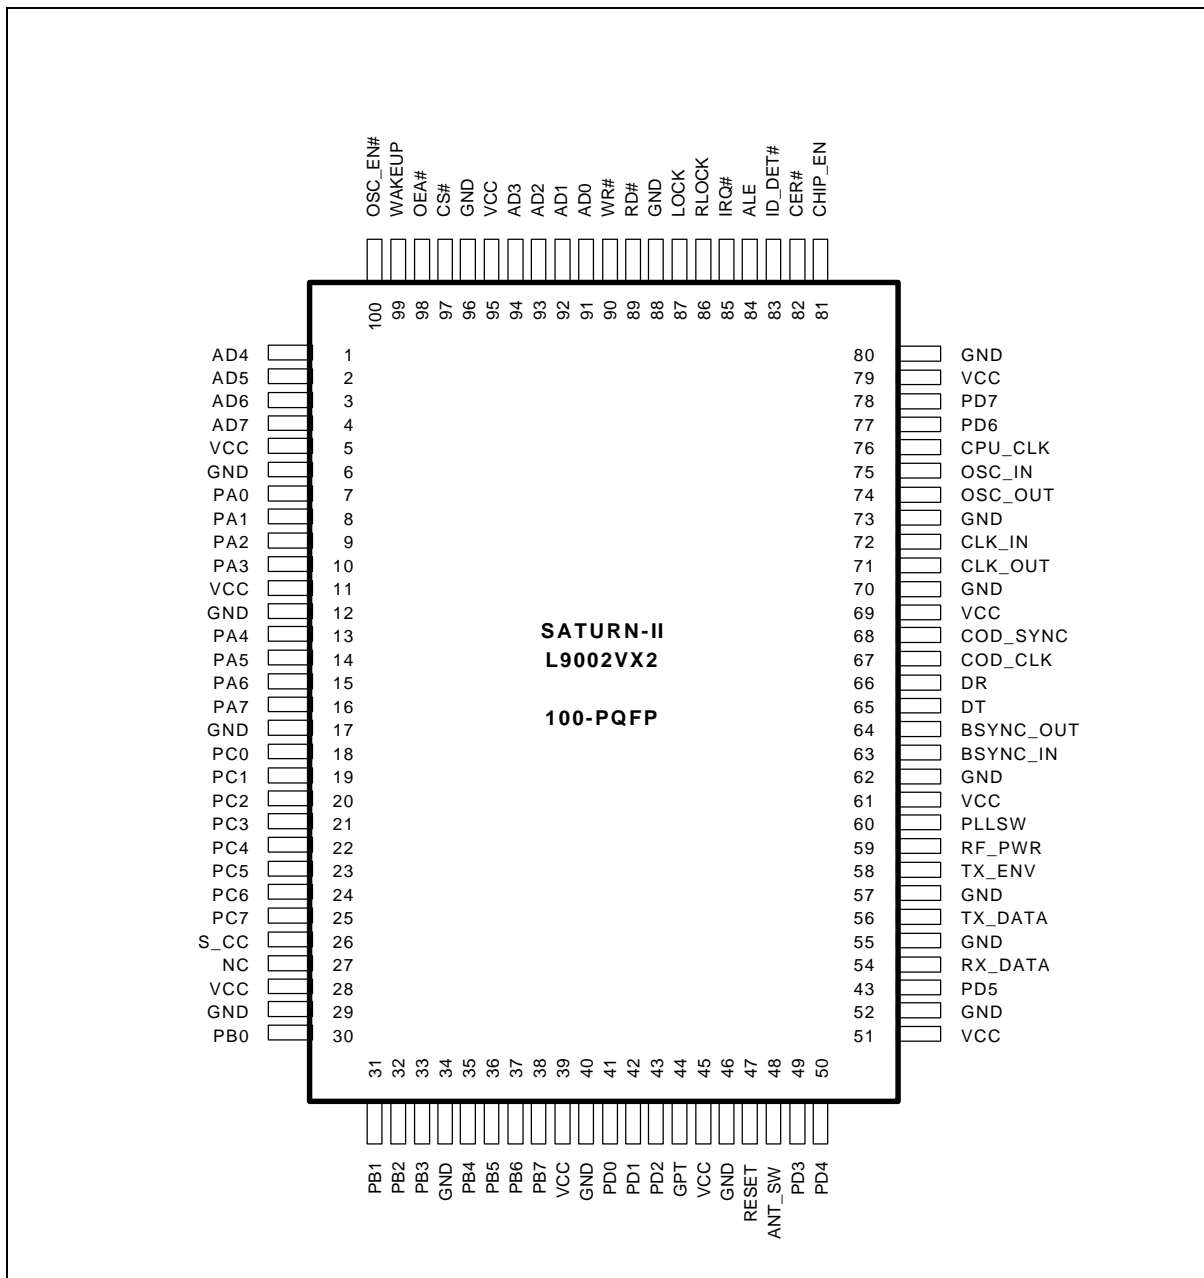 OSC_EN#
WAKEUP
OEA#
CS#
GND
VCC
AD3
AD2
AD1
AD0
WR#
RD#
GND
LOCK
RLOCK
IRQ#
ALE
ID_DET#
CER#
CHIP_EN
100 99 98 97 96 95 94 93 92 91 90 89 88 87 86 85 84 83 82 81
AD4 1 80 GND
AD5 2 79 VCC
AD6 3 78 PD7
AD7 4 77 PD6
VCC 5 76 CPU_CLK
GND 6 75 OSC_IN
PA0 7 74 OSC_OUT
PA1 8 73 GND
PA2 9 72 CLK_IN
PA3 10 71 CLK_OUT
VCC 11 70 GND
GND 12 69 VCC
PA4 13 68 COD_SYNC
PA5 14 67 COD_CLK
PA6 15 66 DR
PA7 16 65 DT
GND 17 64 BSYNC_OUT
PC0 18 63 BSYNC_IN
PC1 19 62 GND
PC2 20 61 VCC
PC3 21 60 PLLSW
PC4 22 59 RF_PWR
PC5 23 58 TX_ENV
PC6 24 57 GND
PC7 25 56 TX_DATA
S_CC 26 55 GND
NC 27 54 RX_DATA
VCC 28 43 PD5
GND 29 52 GND
PB0 30 51 VCC
SATURN-II
L9002VX2
100-PQFP
31 32 33 34 35 36 37 38 39 40 41 42 43 44 45 46 47 48 49 50
PB1
PB2
PB3
GND
PB4
PB5
PB6
PB7
VCC
GND
PD0
PD1
PD2
GPT
VCC
GND
RESET
ANT_SW
PD3
PD4